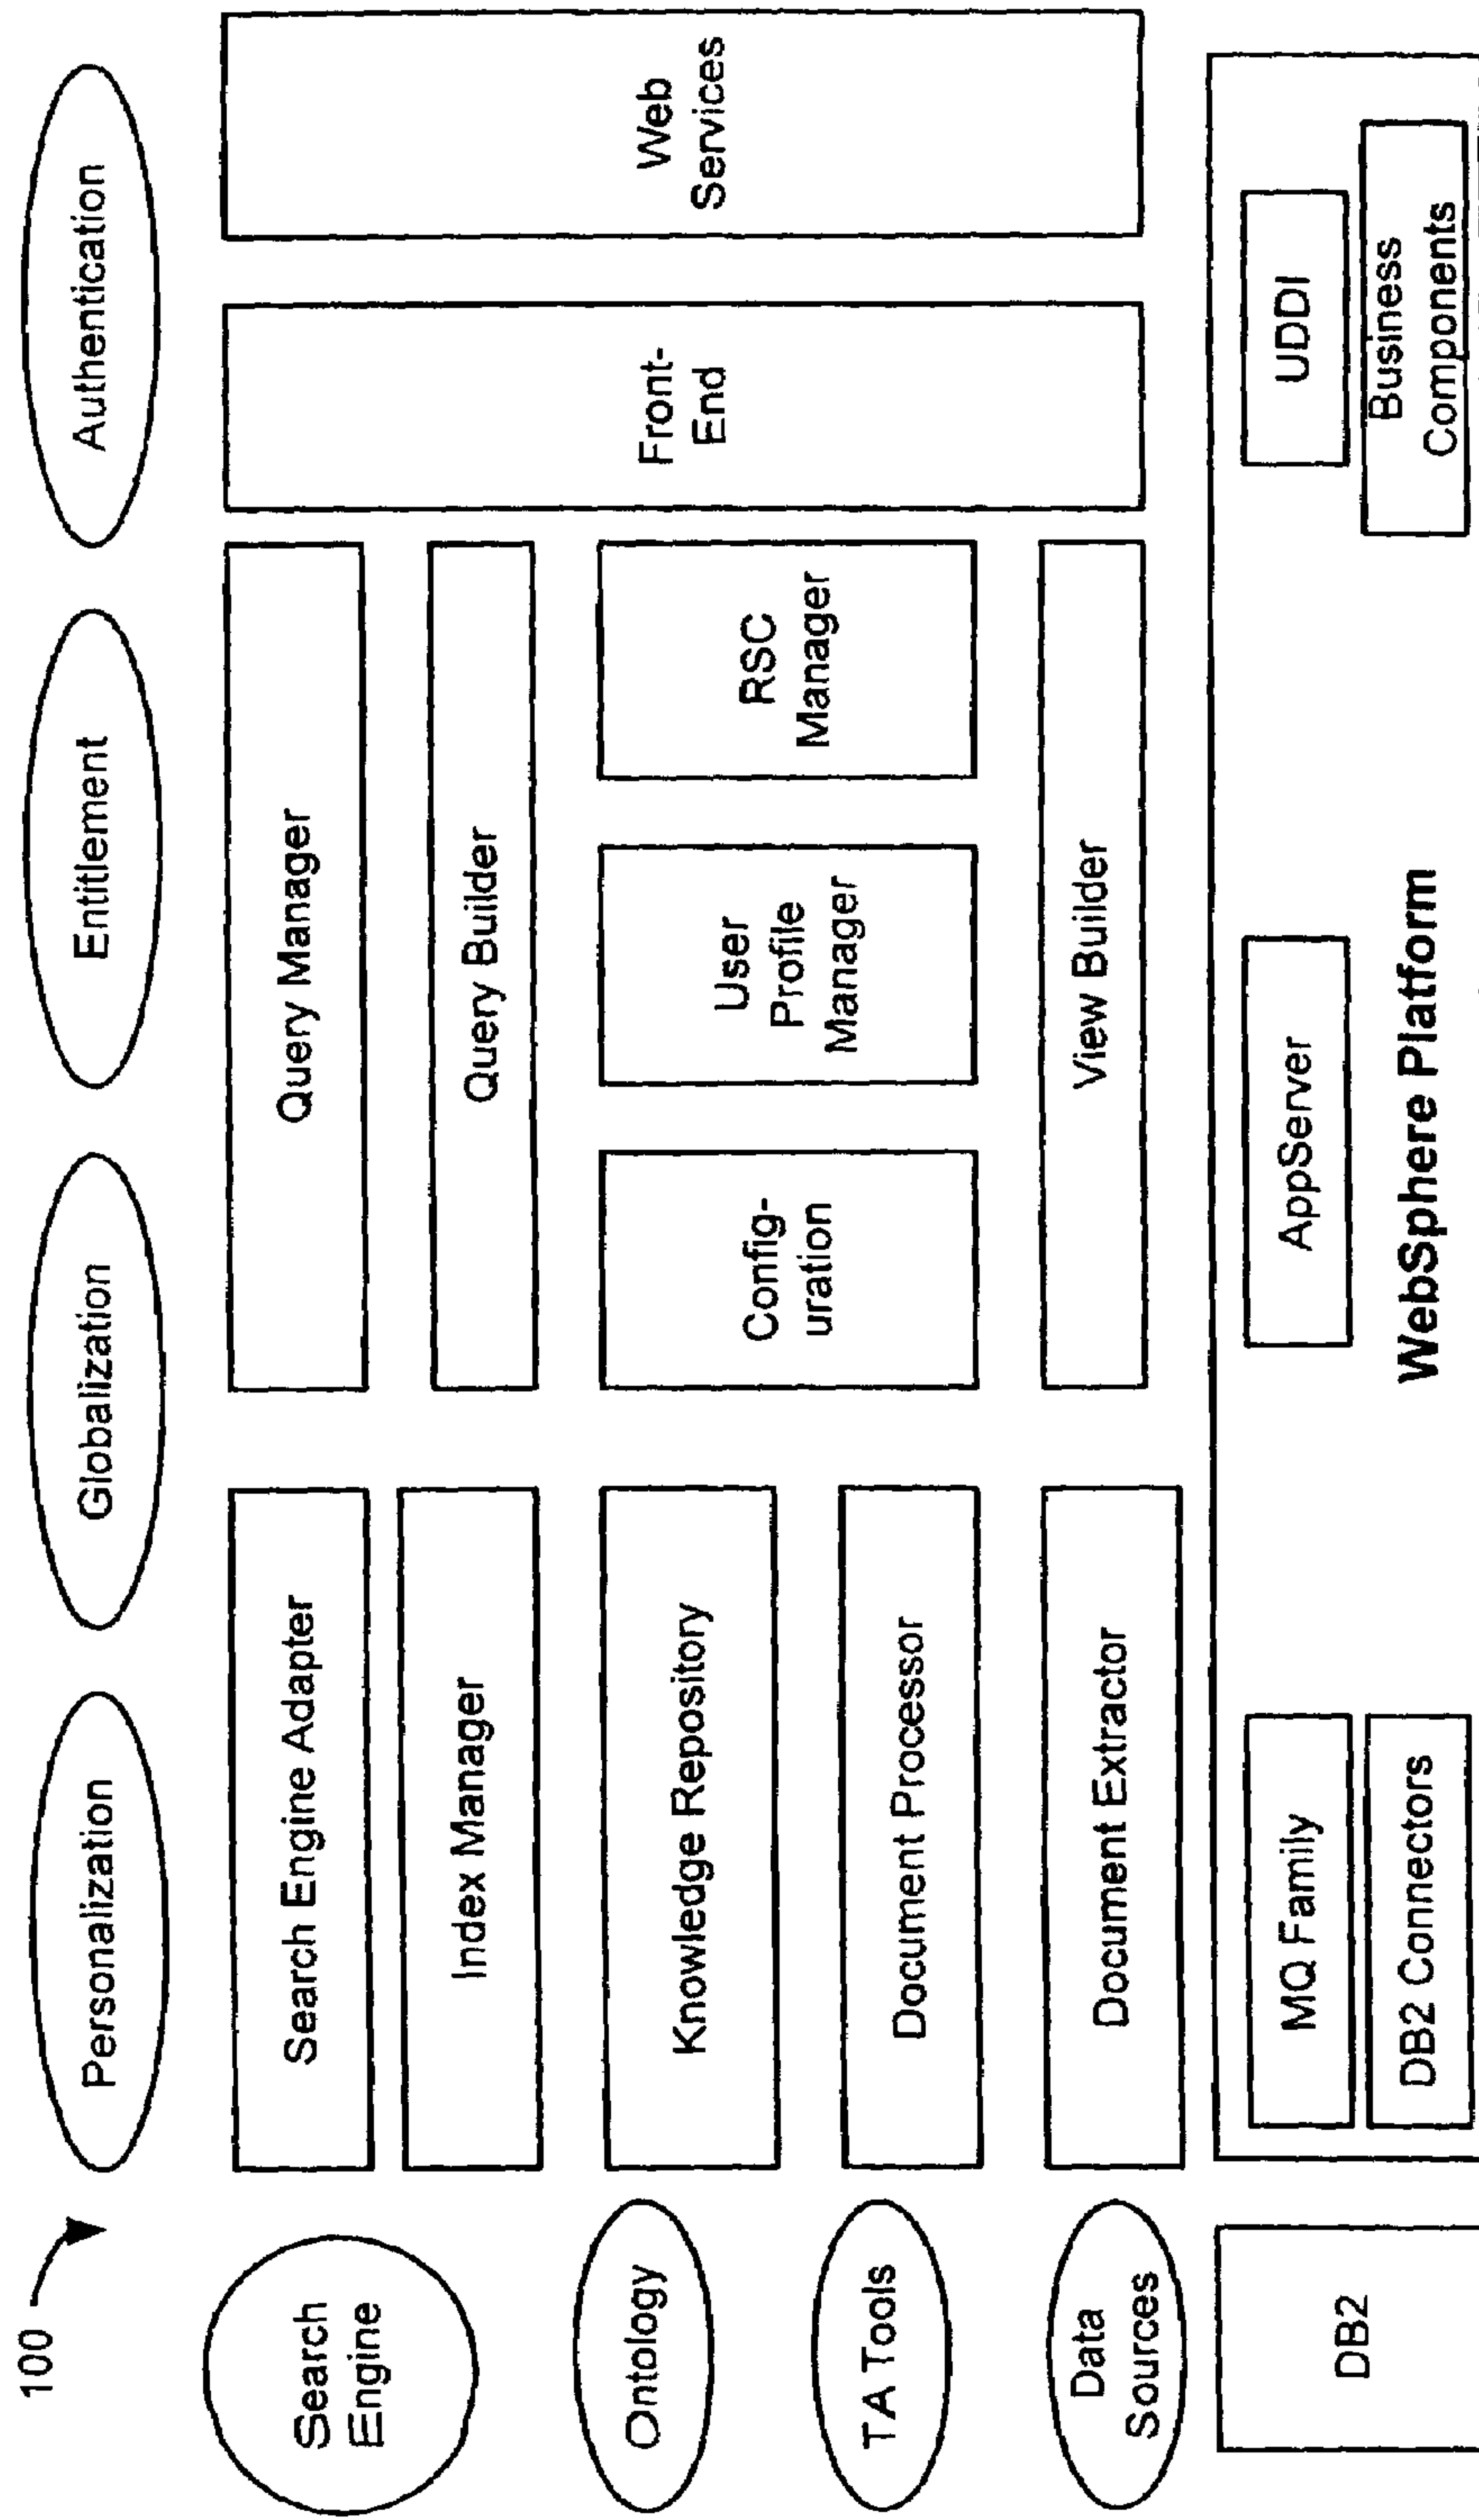 100
Personalization
Globalization
Entitlement
Authentication
Search
Engine
Search Engine Adapter
Index Manager
Query Manager
Query Builder
Front-
End
Web
Services
Ontology
Knowledge Repository
Config-
uration
User
Profile
Manager
RSC
Manager
TA Tools
Document Processor
Data
Sources
Document Extractor
View Builder
DB2
MQ Family
DB2 Connectors
AppServer
WebSphere Platform
UDDI
Business
Components